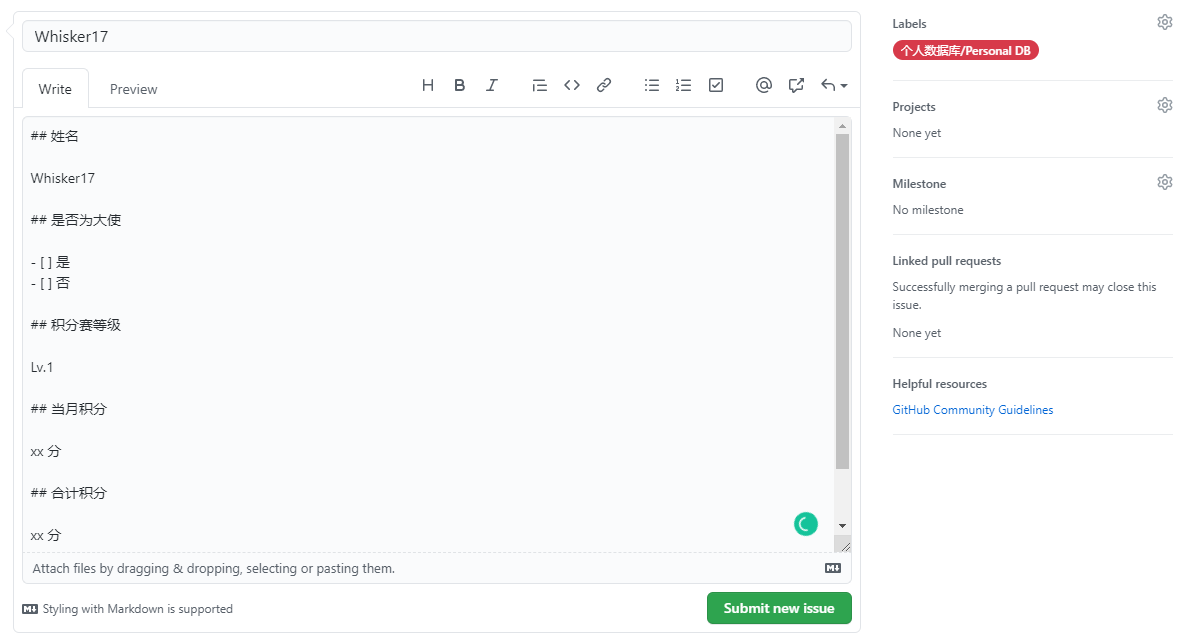 Whisker17
Write
Preview
## 姓名
Whisker17
## 是否为大使
- [ ] 是
- [ ] 否
## 积分赛等级
Lv.1
## 当月积分
xx 分
## 合计积分
xx 分
Attach files by dragging & dropping, selecting or pasting them.
Styling with Markdown is supported
Submit new issue
Labels
个人数据库/Personal DB
Projects
None yet
Milestone
No milestone
Linked pull requests
Successfully merging a pull request may close this
issue.
None yet
Helpful resources
GitHub Community Guidelines